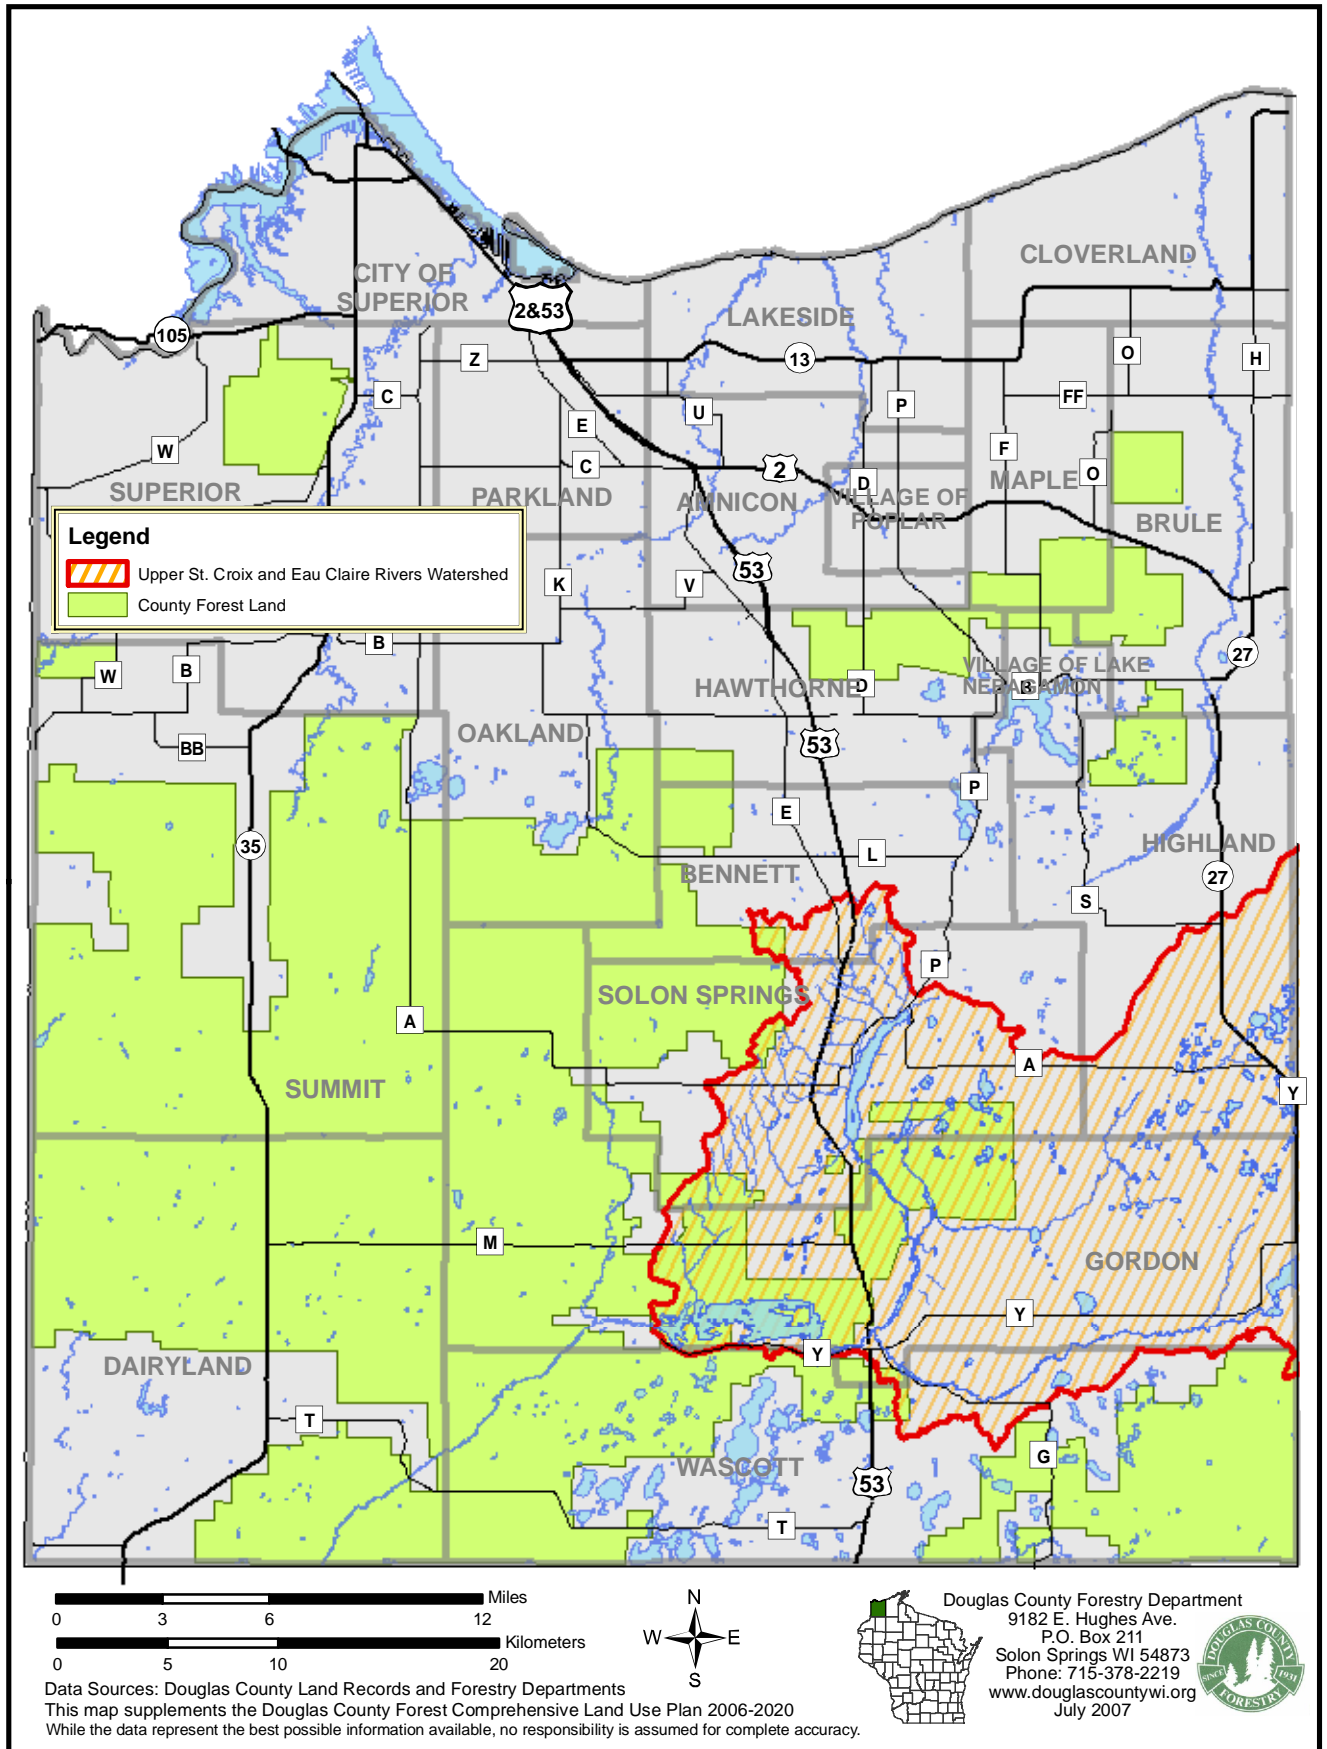 CLOVERLAND
CITY OF
SUPERIOR
2&53
LAKESIDE
105
Z
13
O
H
C
P
FF
U
E
W
F
C
2
D
O
SUPERIOR
PARKLAND
AMNICON
VILLAGE OF
POPLAR
MAPLE
BRULE
Legend
Upper St. Croix and Eau Claire Rivers Watershed
County Forest Land
53
K
V
B
W
B
27
VILLAGE OF LAKE
NEBAGAMON
B
HAWTHORNE
D
OAKLAND
BB
53
P
E
35
L
HIGHLAND
BENNETT
27
S
P
SOLON SPRINGS
A
A
SUMMIT
Y
M
GORDON
Y
Y
DAIRYLAND
T
G
WASCOTT
53
T
Miles
0 3 6 12
Kilometers
0 5 10 20
N
W E
S
Data Sources: Douglas County Land Records and Forestry Departments
This map supplements the Douglas County Forest Comprehensive Land Use Plan 2006-2020
While the data represent the best possible information available, no responsibility is assumed for complete accuracy.
Douglas County Forestry Department
9182 E. Hughes Ave.
P.O. Box 211
Solon Springs WI 54873
Phone: 715-378-2219
www.douglascountywi.org
July 2007
DOUGLAS COUNTY
SINCE 1931
FORESTRY